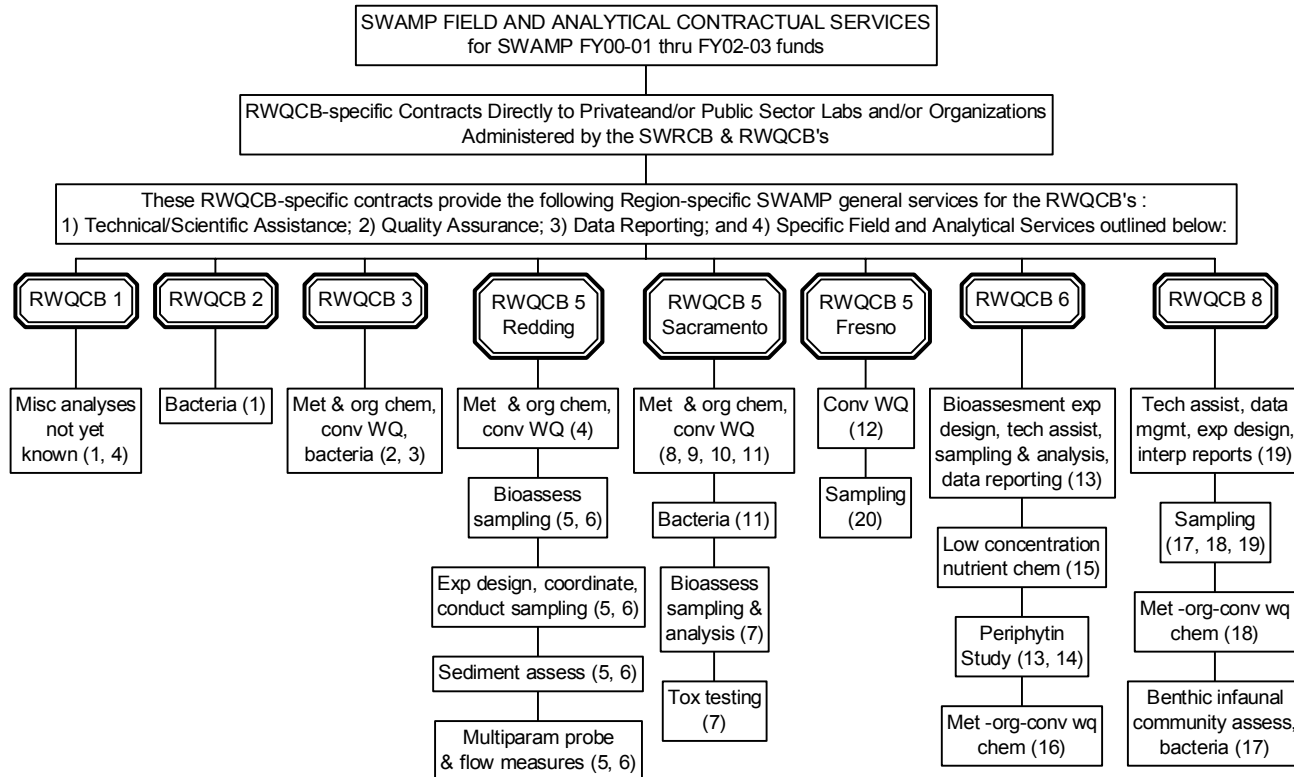 SWAMP FIELD AND ANALYTICAL CONTRACTUAL SERVICES
for SWAMP FY00-01 thru FY02-03 funds
RWQCB-specific Contracts Directly to Privateand/or Public Sector Labs and/or Organizations
Administered by the SWRCB & RWQCB's
These RWQCB-specific contracts provide the following Region-specific SWAMP general services for the RWQCB's :
1) Technical/Scientific Assistance; 2) Quality Assurance; 3) Data Reporting; and 4) Specific Field and Analytical Services outlined below:
RWQCB 1
Misc analyses
not yet
known (1, 4)
RWQCB 2
Bacteria (1)
RWQCB 3
Met & org chem,
conv WQ,
bacteria (2, 3)
RWQCB 5
Redding
Met & org chem,
conv WQ (4)
Bioassess
sampling (5, 6)
Exp design, coordinate,
conduct sampling (5, 6)
Sediment assess (5, 6)
Multiparam probe
& flow measures (5, 6)
RWQCB 5
Sacramento
Met & org chem,
conv WQ
(8, 9, 10, 11)
Bacteria (11)
Bioassess
sampling &
analysis (7)
Tox testing
(7)
RWQCB 5
Fresno
Conv WQ
(12)
Sampling
(20)
RWQCB 6
Bioassesment exp
design, tech assist,
sampling & analysis,
data reporting (13)
Low concentration
nutrient chem (15)
Periphytin
Study (13, 14)
Met -org-conv wq
chem (16)
RWQCB 8
Tech assist, data
mgmt, exp design,
interp reports (19)
Sampling
(17, 18, 19)
Met -org-conv wq
chem (18)
Benthic infaunal
community assess,
bacteria (17)